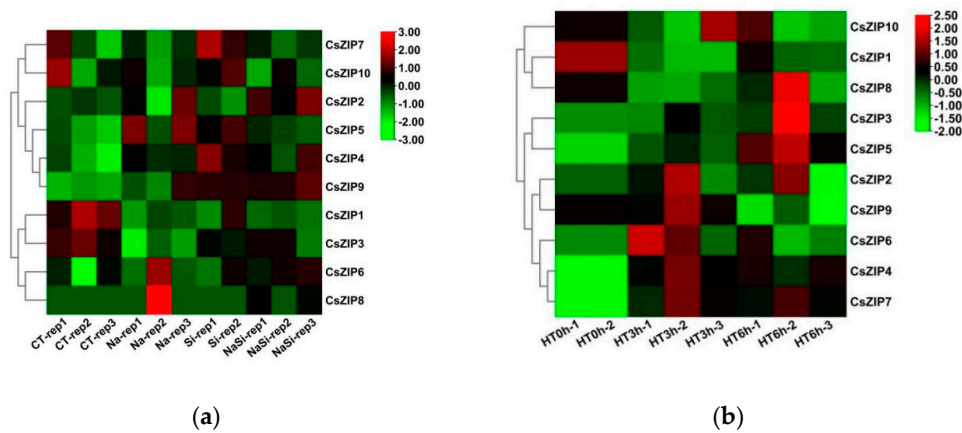 3.00
2.00
1.00
0.00
-1.00
-2.00
-3.00
CsZIP7
CsZIP10
CsZIP2
CsZIP5
CsZIP4
CsZIP9
CsZIP1
CsZIP3
CsZIP6
CsZIP8
CT-rep1
CT-rep2
CT-rep3
Na-rep1
Na-rep2
Na-rep3
Si-rep1
Si-rep2
NaSi-rep1
NaSi-rep2
NaSi-rep3
(a)
2.50
2.00
1.50
1.00
0.50
0.00
-0.50
-1.00
-1.50
-2.00
CsZIP10
CsZIP1
CsZIP8
CsZIP3
CsZIP5
CsZIP2
CsZIP9
CsZIP6
CsZIP4
CsZIP7
HT0h-1
HT0h-2
HT3h-1
HT3h-2
HT3h-3
HT6h-1
HT6h-2
HT6h-3
(b)